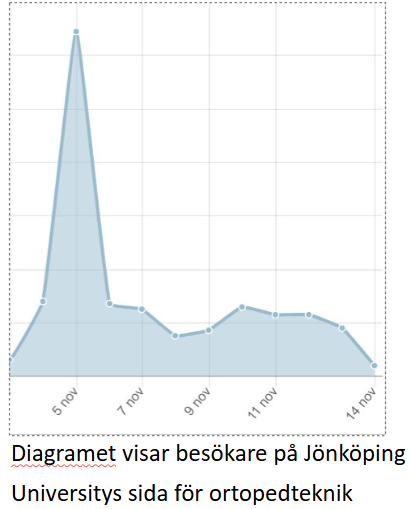 5 nov
7 nov
9 nov
11 nov
14 nov
Diagramet visar besökare på Jönköping
Universitys sida för ortopedteknik